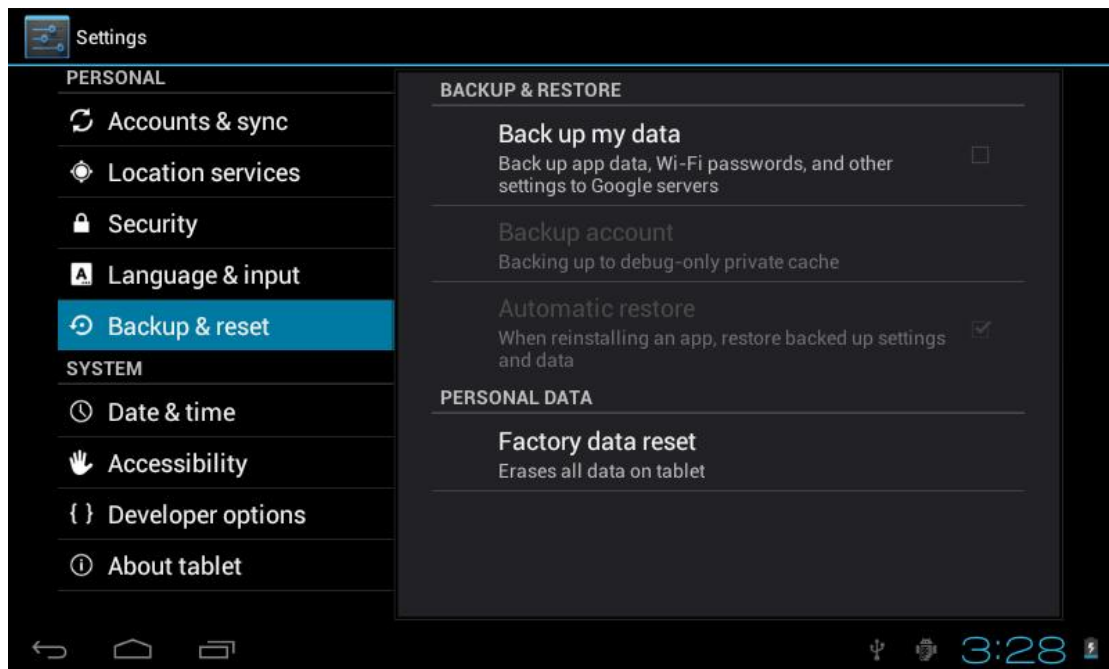 Settings
PERSONAL
Accounts & sync
Location services
Security
Language & input
Backup & reset
SYSTEM
Date & time
Accessibility
{ } Developer options
About tablet
BACKUP & RESTORE
Back up my data
Back up app data, Wi-Fi passwords, and other
settings to Google servers
Backup account
Backing up to debug-only private cache
Automatic restore
When reinstalling an app, restore backed up settings
and data
PERSONAL DATA
Factory data reset
Erases all data on tablet
3:28